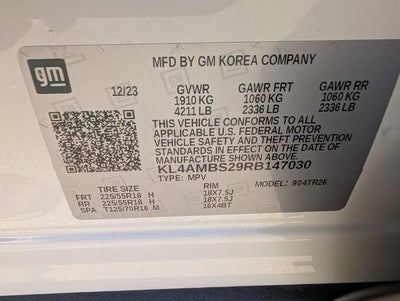 gm
MFD BY GM KOREA COMPANY
12/23 GVWR GAWR FRT GAWR RR
1910 KG 1060 KG 1060 KG
4211 LB 2336 LB 2336 LB
THIS VEHICLE CONFORMS TO ALL
APPLICABLE U.S. FEDERAL MOTOR
VEHICLE SAFETY AND THEFT PREVENTION
STANDARDS IN EFFECT ON THE DATE OF
MANUFACTURE SHOWN ABOVE.
KL4AMBS29RB147030
TYPE: MPV
TIRE SIZE RIM MODEL: 904TR26
FRT 225/55R18 H 18X7.5J
RR 225/55R18 H 18X7.5J
SPA T125/70R16 M 16X4BT